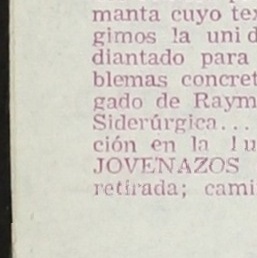 manta cuyo tex
gimos la unid
diantado para
blemas concret
gado de Raym
Siderúrgica...
ción en la lu
JOVENAZOS
retirada; cami